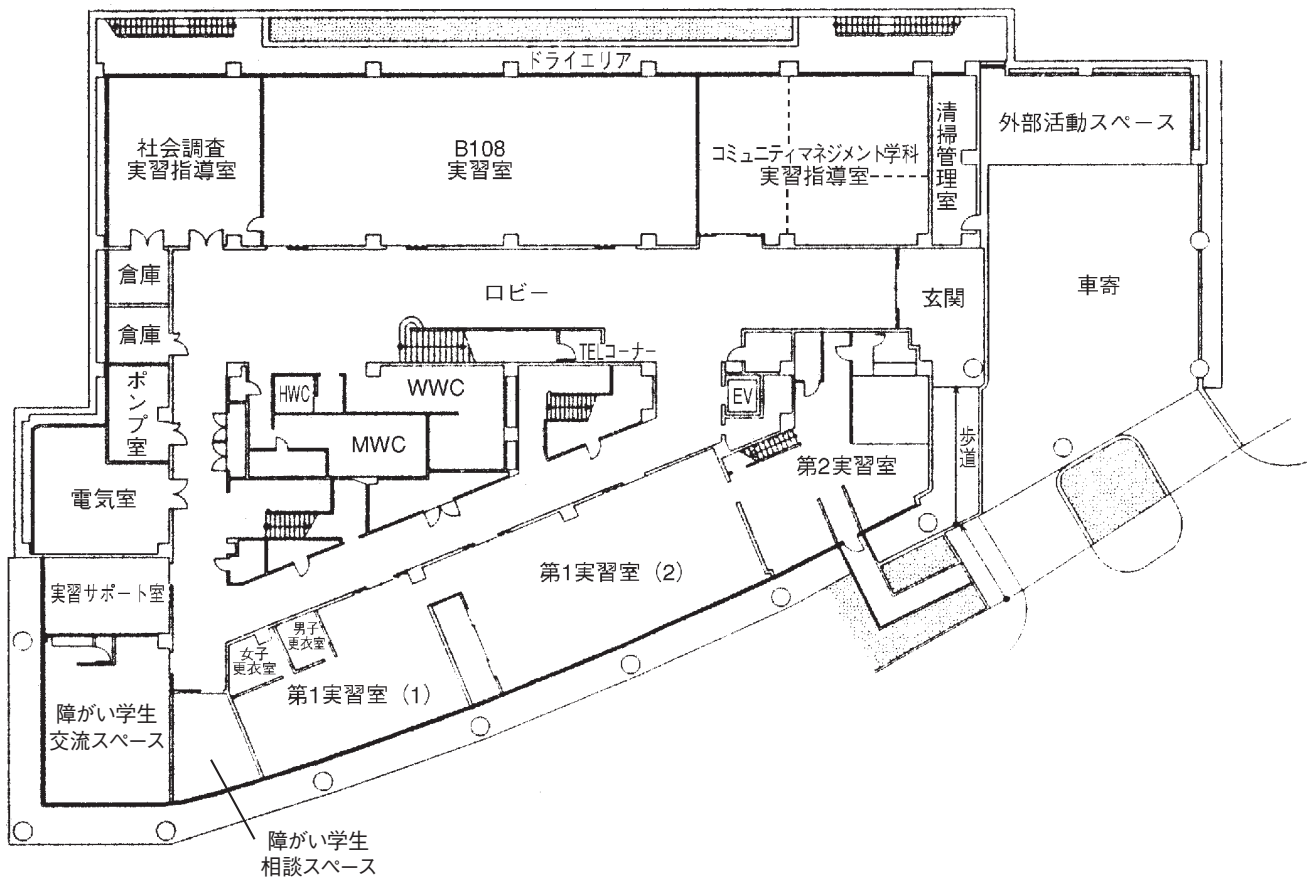 ドライエリア
社会調査
実習指導室
B108
実習室
コミュニティマネジメント学科
実習指導室
清掃管理室
外部活動スペース
倉庫
倉庫
ロビー
玄関
車寄
TELコーナー
ポンプ室
HWC
WWC
MWC
EV
歩道
電気室
第2実習室
実習サポート室
第1実習室（2）
男子
更衣室
女子
更衣室
第1実習室（1）
障がい学生
交流スペース
障がい学生
相談スペース